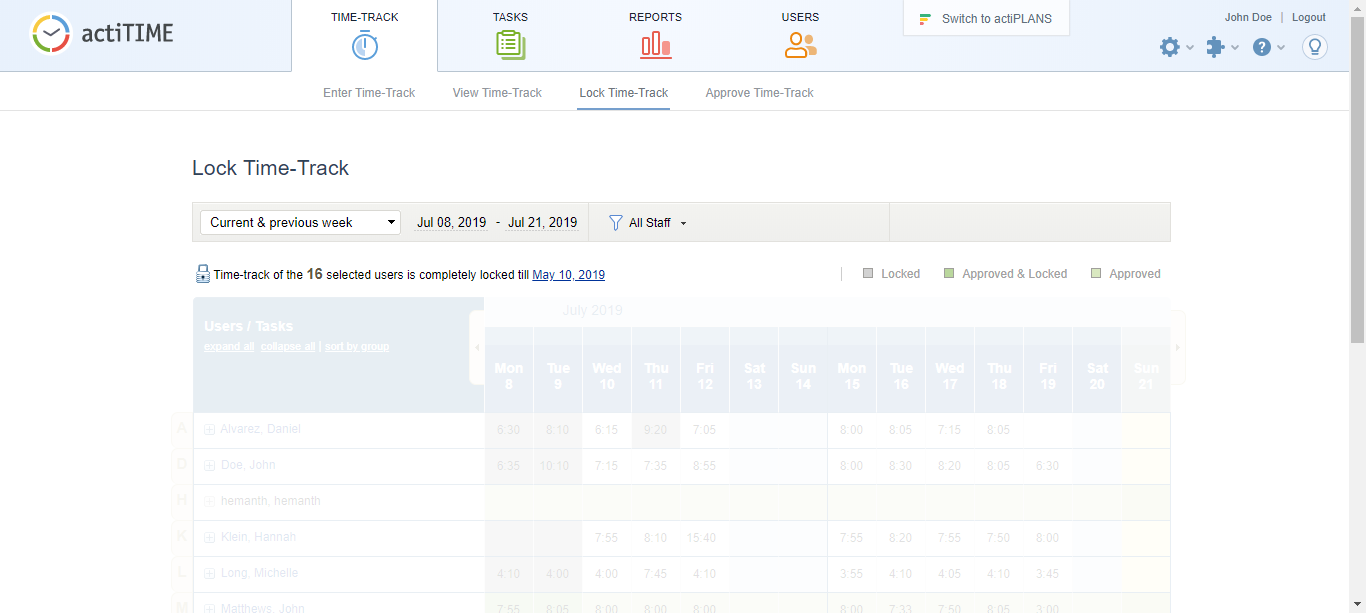 actiTIME
TIME-TRACK TASKS REPORTS USERS
Switch to actiPLANS
John Doe | Logout
Enter Time-Track View Time-Track Lock Time-Track Approve Time-Track
Lock Time-Track
Current & previous week Jul 08, 2019 - Jul 21, 2019 All Staff
Time-track of the 16 selected users is completely locked till May 10, 2019
Locked Approved & Locked Approved
July 2019
Users / Tasks
expand all collapse all | sort by group
Mon Tue Wed Thu Fri Sat Sun Mon Tue Wed Thu Fri Sat Sun
8 9 10 11 12 13 14 15 16 17 18 19 20 21
A Alvarez, Daniel 6:30 8:10 6:15 9:20 7:05 8:00 8:05 7:15 8:05
D Doe, John 6:35 10:10 7:15 7:35 8:55 8:00 8:30 8:20 8:05 6:30
H hemanth, hemanth
K Klein, Hannah 7:55 8:10 15:40 7:55 8:20 7:55 7:50 8:00
L Long, Michelle 4:10 4:00 4:00 7:45 4:10 3:55 4:10 4:05 4:10 3:45
M Matthews, John 7:55 8:05 8:00 8:00 8:00 8:00 7:33 7:50 8:05 3:00